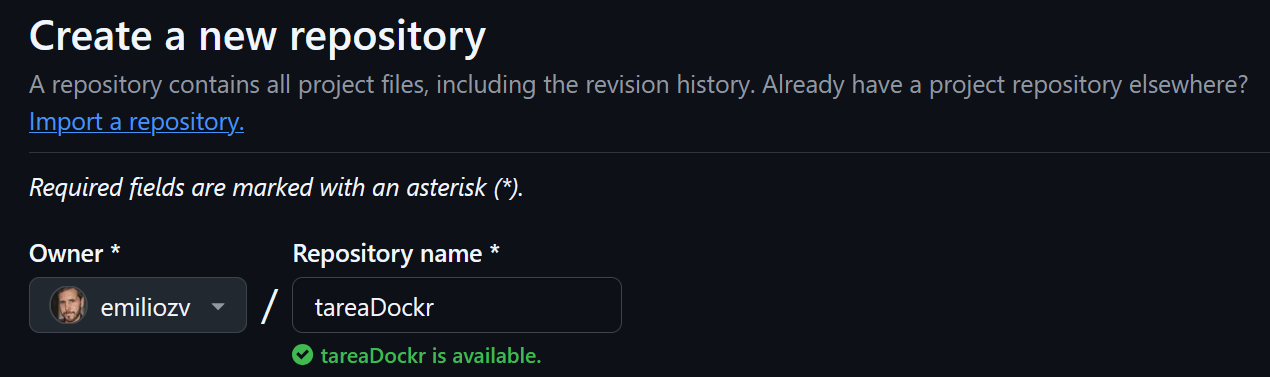 Create a new repository
A repository contains all project files, including the revision history. Already have a project repository elsewhere?
Import a repository.
Required fields are marked with an asterisk (*).
Owner *
Repository name *
emiliozv
/
tareaDockr
tareaDockr is available.